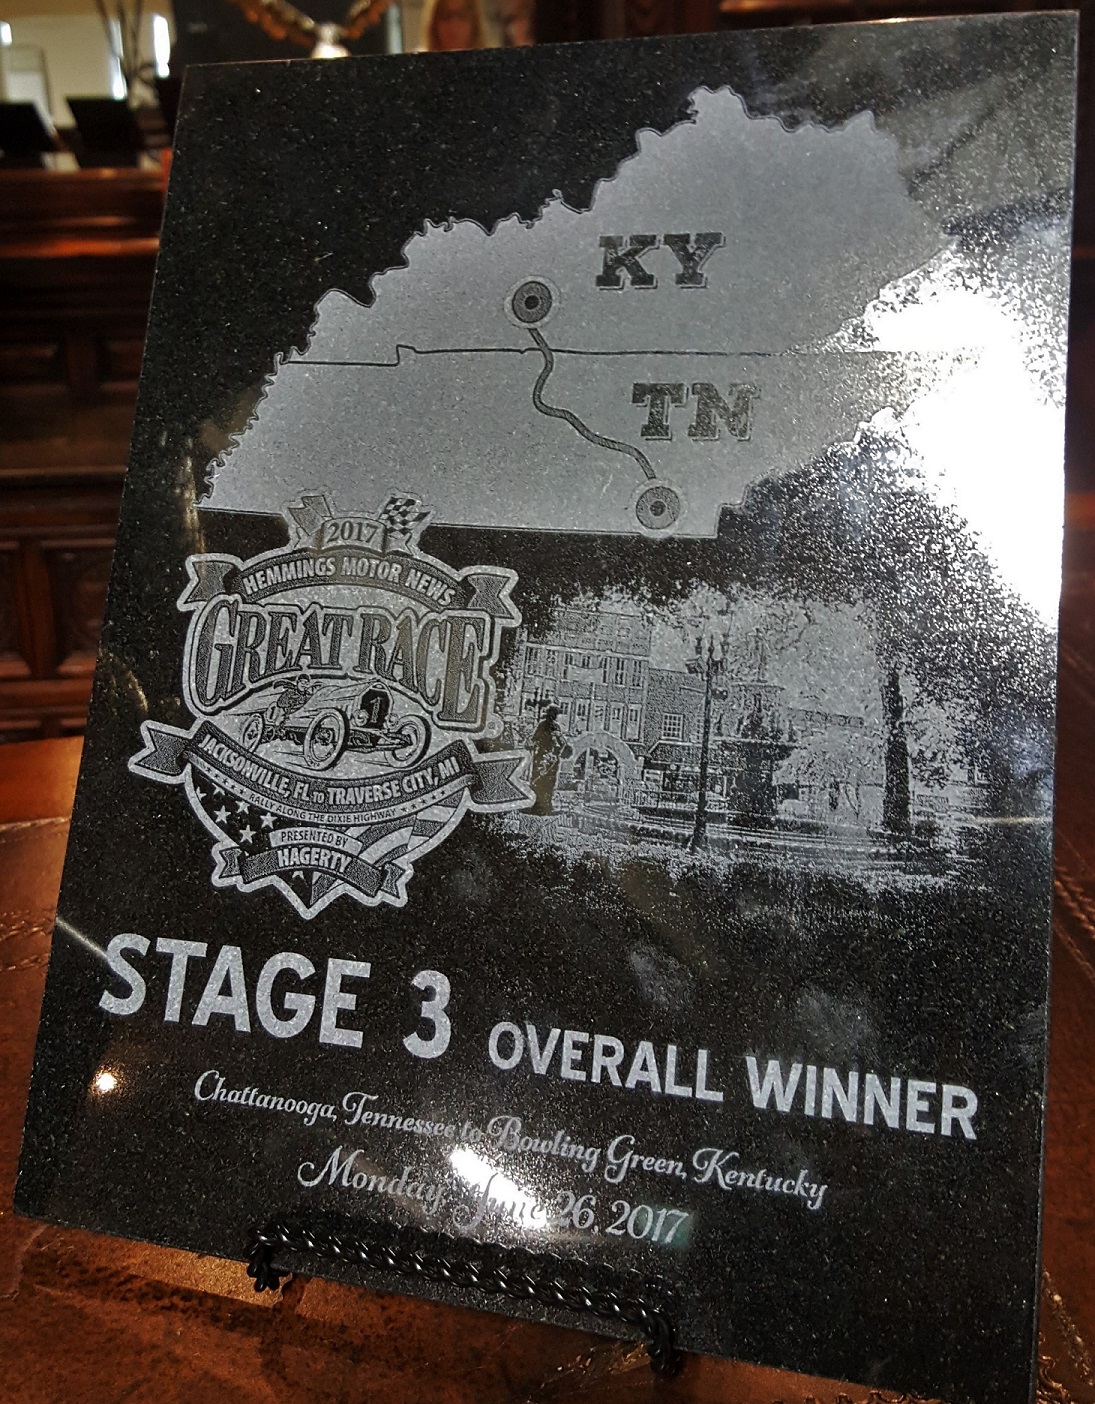 KY
TN
2017
HEMMINGS MOTOR NEWS
GREAT RACE
1
JACKSONVILLE, FL TO TRAVERSE CITY, MI
RALLY ALONG THE DIXIE HIGHWAY
PRESENTED BY
HAGERTY
STAGE 3 OVERALL WINNER
Chattanooga, Tennessee to Bowling Green, Kentucky
Monday June 26 2017